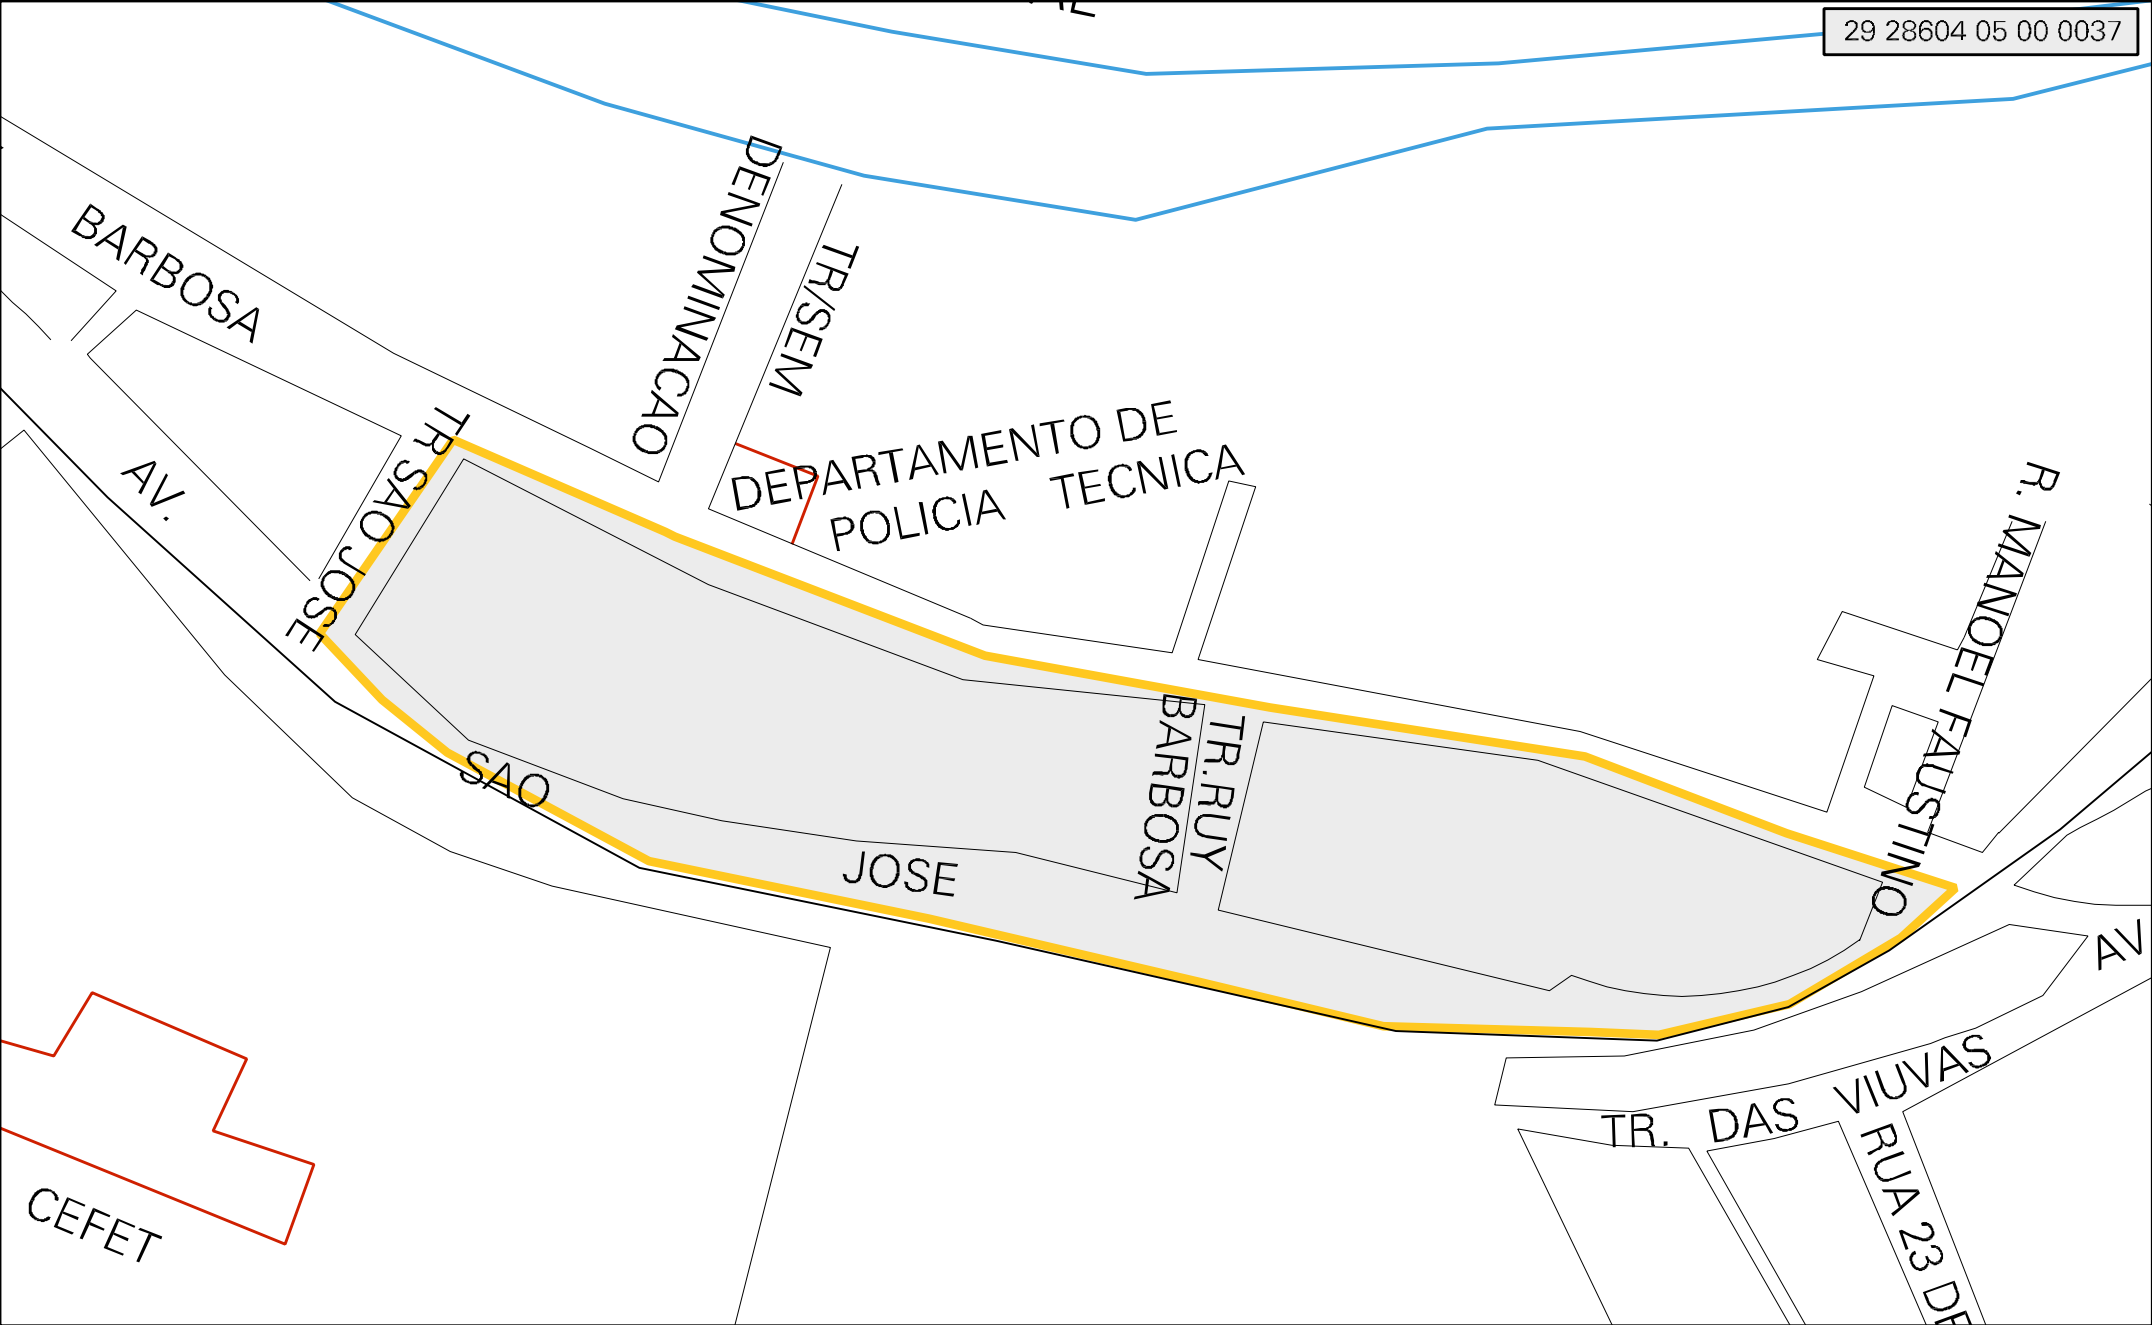 29 28604 05 00 0037
BARBOSA
DENOMINACAO
TR/SEM
AV.
TR SAO JOSE
DEPARTAMENTO DE
POLICIA TECNICA
R. MANOEL FAUSTINO
SAO
JOSE
TR.RUY
BARBOSA
AV
TR. DAS VIUVAS
RUA 23 DE
CEFET